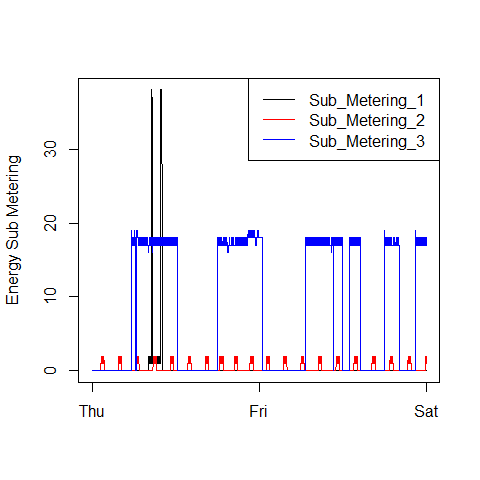 Sub_Metering_1
Sub_Metering_2
Sub_Metering_3
Energy Sub Metering
30
20
10
0
Thu Fri Sat